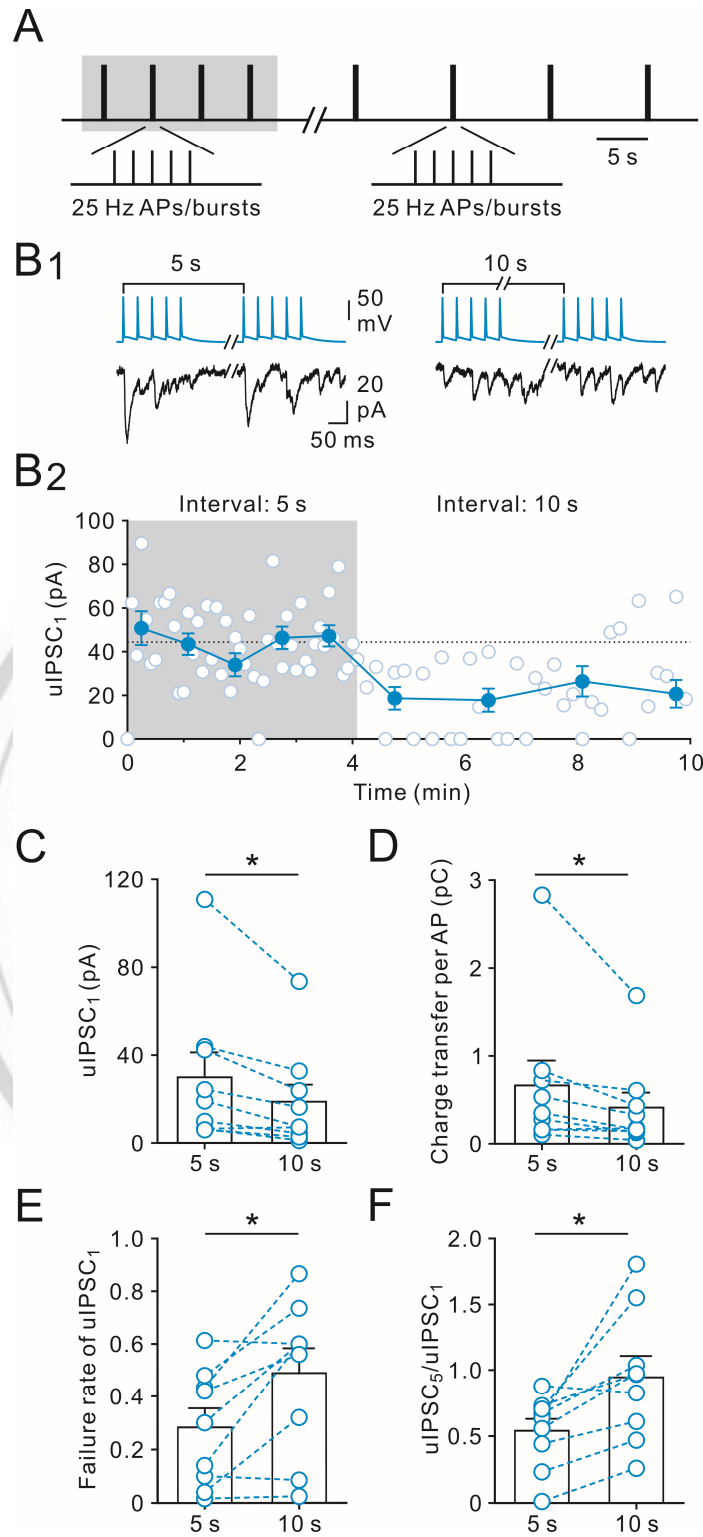 A
5 s
25 Hz APs/bursts
25 Hz APs/bursts
B1
5 s
50 mV
10 s
20 pA
50 ms
B2
Interval: 5 s
Interval: 10 s
uIPSC1 (pA)
100
80
60
40
20
0
0
2
4
6
8
10
Time (min)
C
*
uIPSC1 (pA)
120
80
40
0
5 s
10 s
D
*
Charge transfer per AP (pC)
3
2
1
0
5 s
10 s
E
*
Failure rate of uIPSC1
1.0
0.8
0.6
0.4
0.2
0
5 s
10 s
F
*
uIPSC5/uIPSC1
2.0
1.5
1.0
0.5
0
5 s
10 s